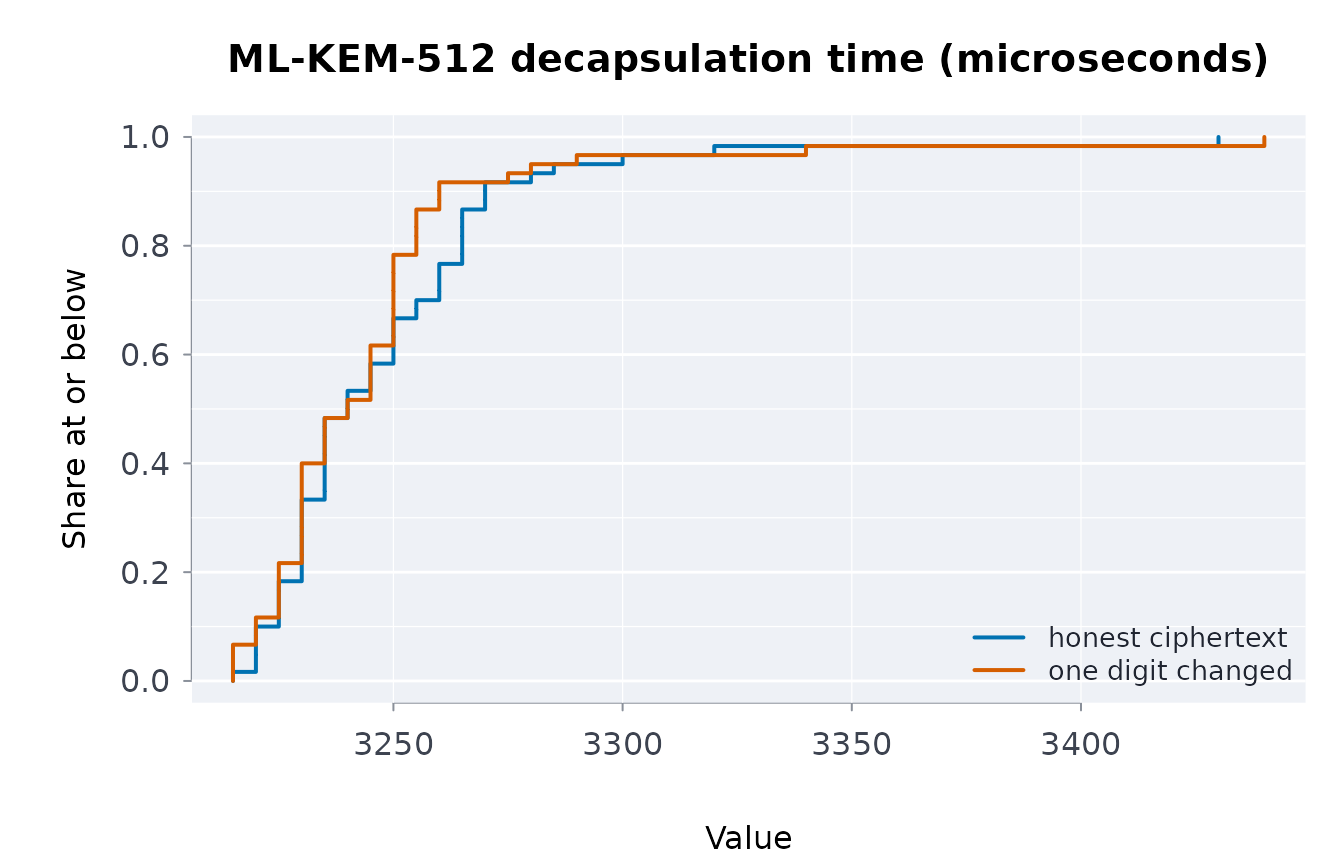 ML-KEM-512 decapsulation time (microseconds)
1.0
0.8
0.6
0.4
0.2
0.0
Share at or below
honest ciphertext
one digit changed
3250 3300 3350 3400
Value